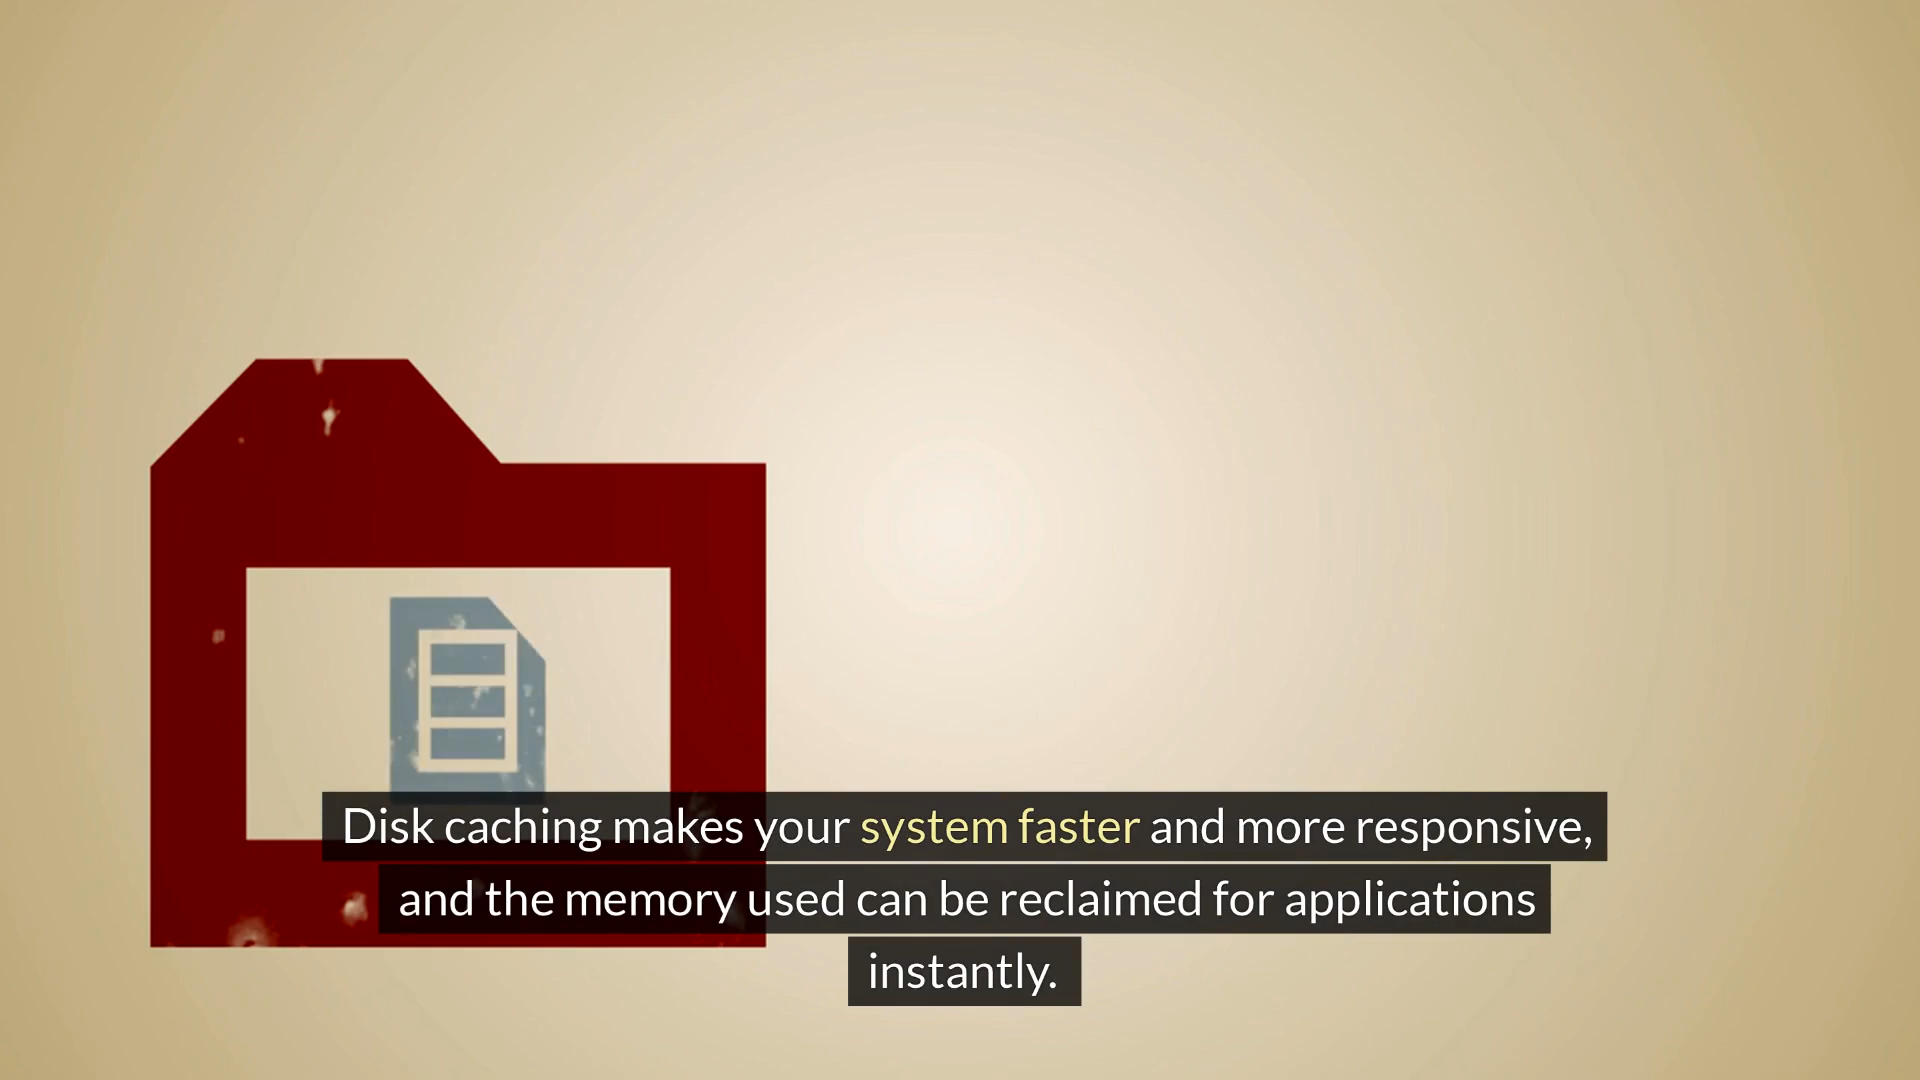 Disk caching makes your system faster and more responsive,
and the memory used can be reclaimed for applications
instantly.